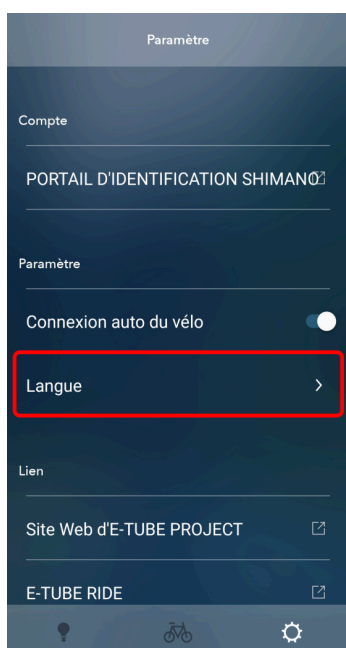 Paramètre
Compte
PORTAIL D'IDENTIFICATION SHIMANO
Paramètre
Connexion auto du vélo
Langue
Lien
Site Web d'E-TUBE PROJECT
E-TUBE RIDE